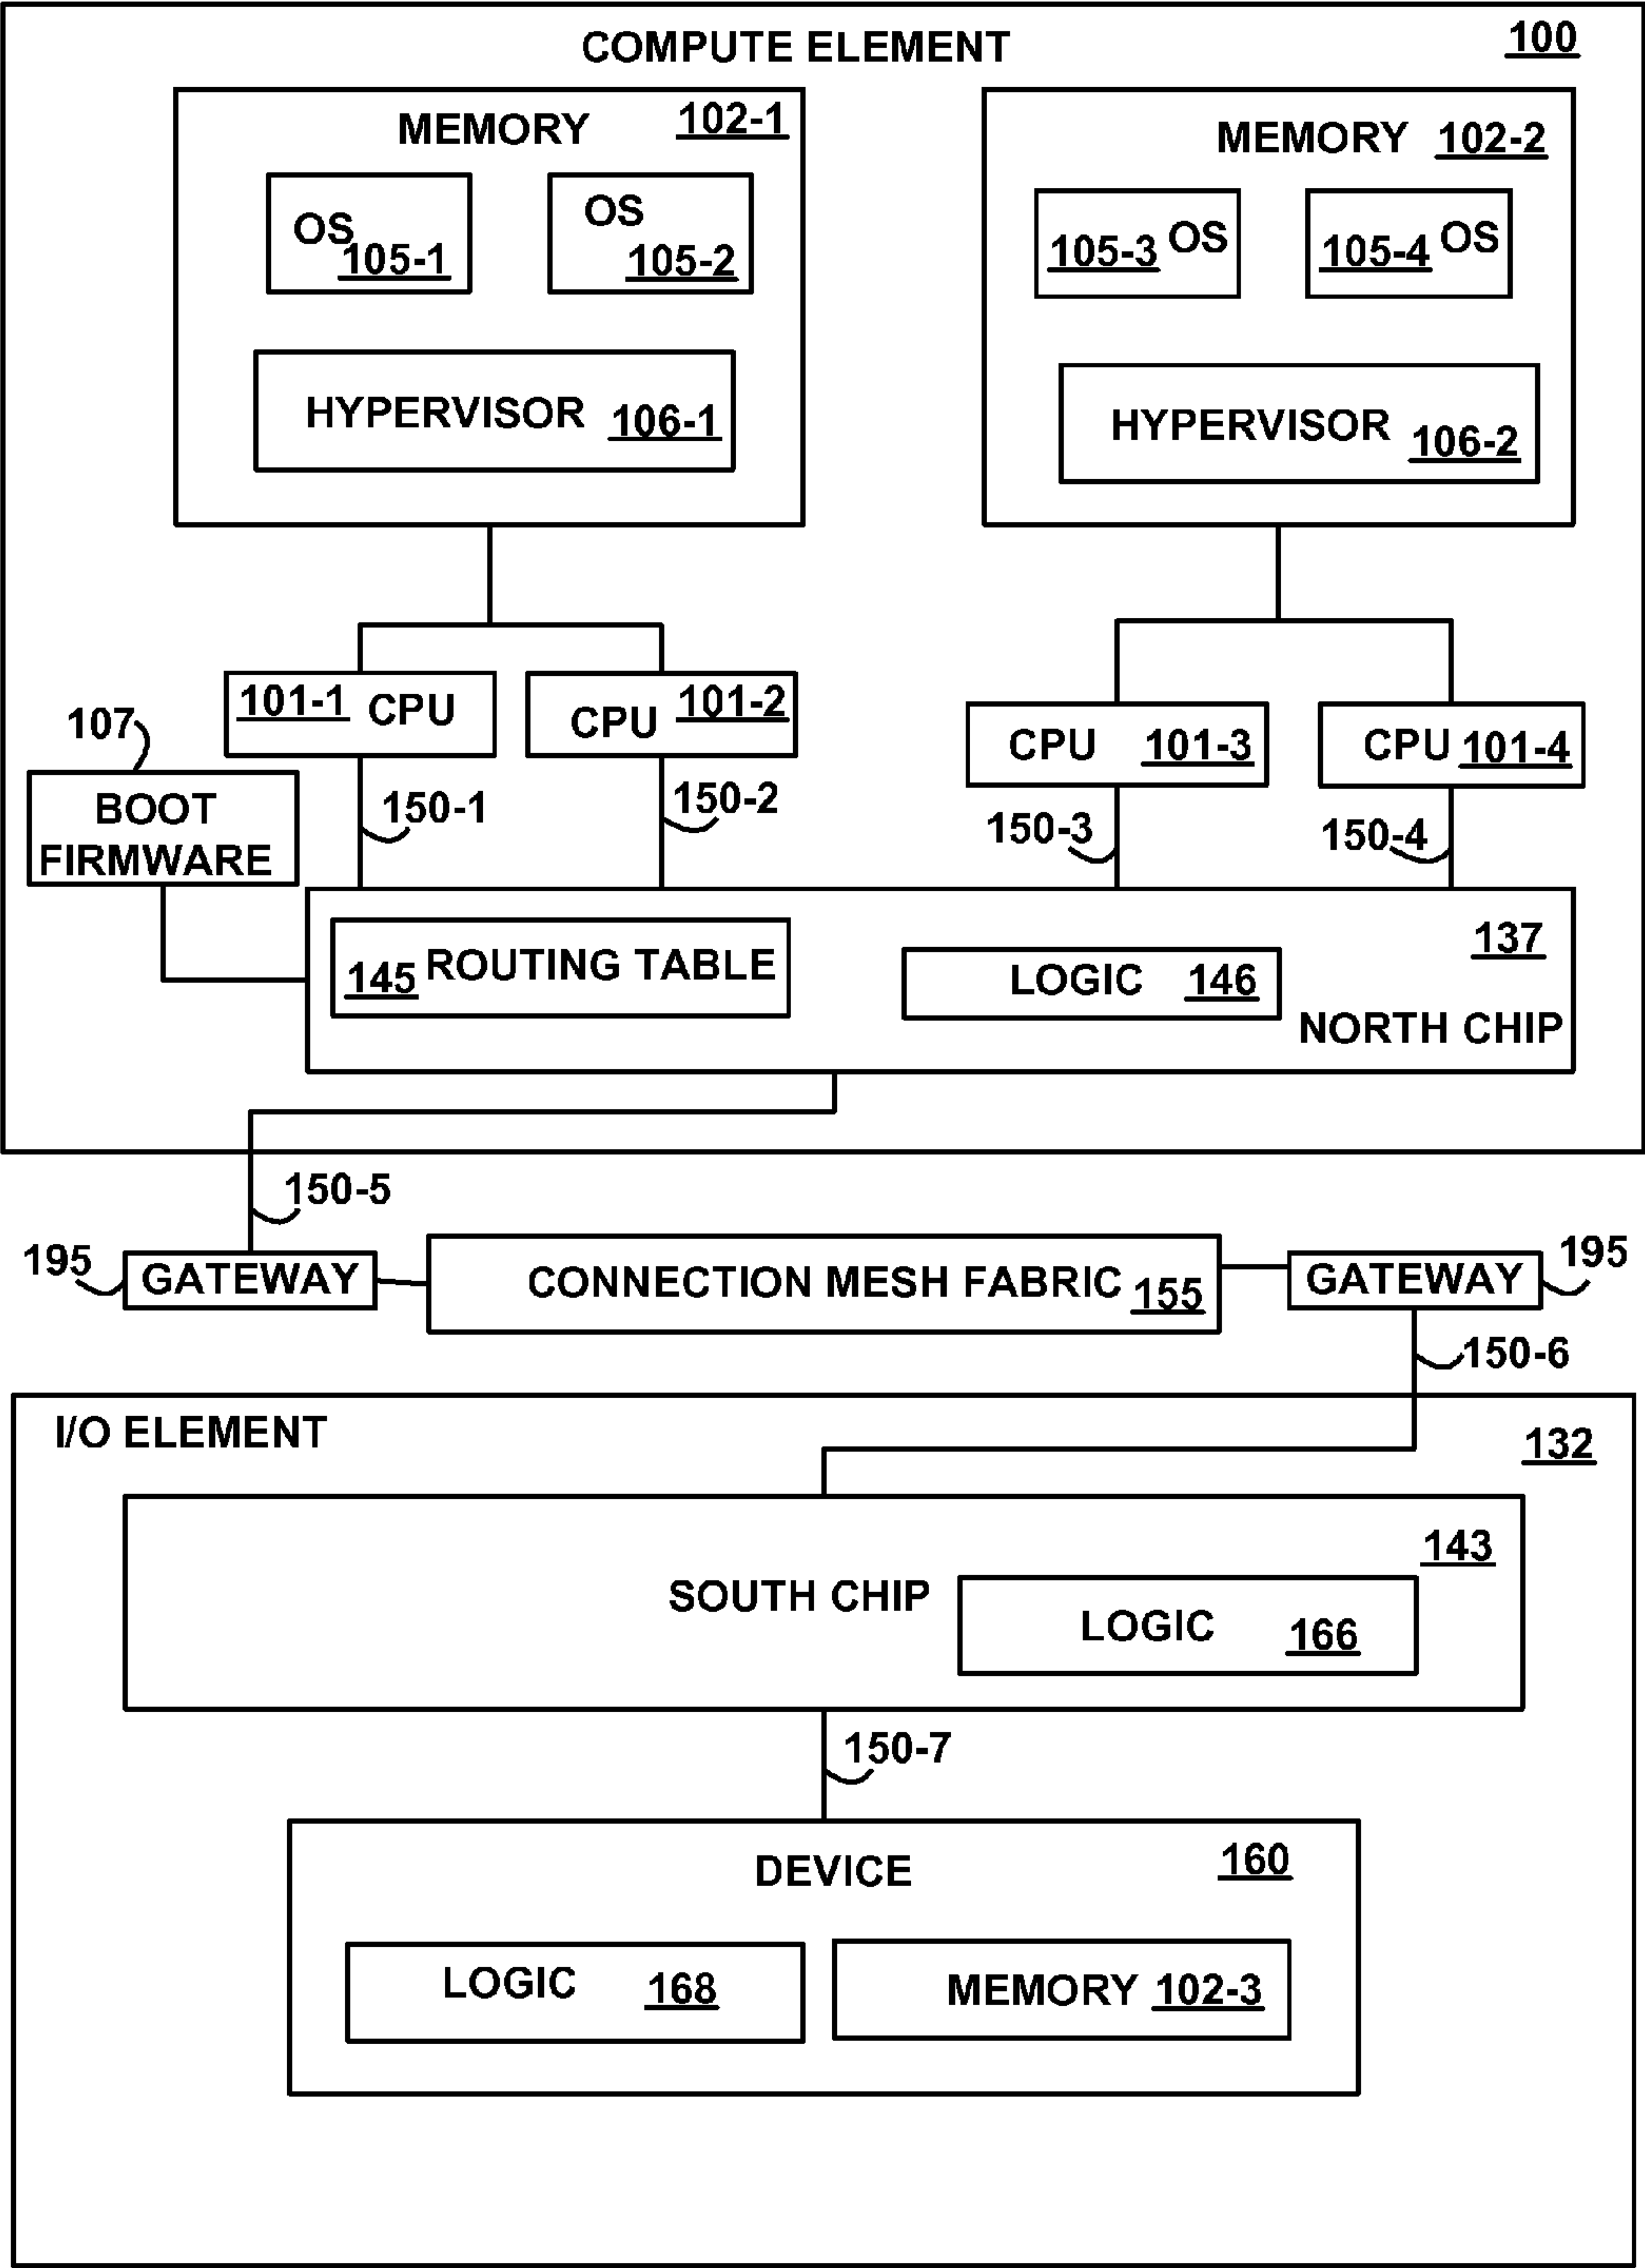 COMPUTE ELEMENT 100
MEMORY 102-1
OS 105-1
OS 105-2
HYPERVISOR 106-1
MEMORY 102-2
105-3 OS
105-4 OS
HYPERVISOR 106-2
101-1 CPU
CPU 101-2
CPU 101-3
CPU 101-4
107
BOOT
FIRMWARE
150-1
150-2
150-3
150-4
145 ROUTING TABLE
LOGIC 146
137
NORTH CHIP
150-5
195
GATEWAY
CONNECTION MESH FABRIC 155
GATEWAY
195
150-6
I/O ELEMENT
132
143
SOUTH CHIP
LOGIC 166
150-7
DEVICE 160
LOGIC 168
MEMORY 102-3